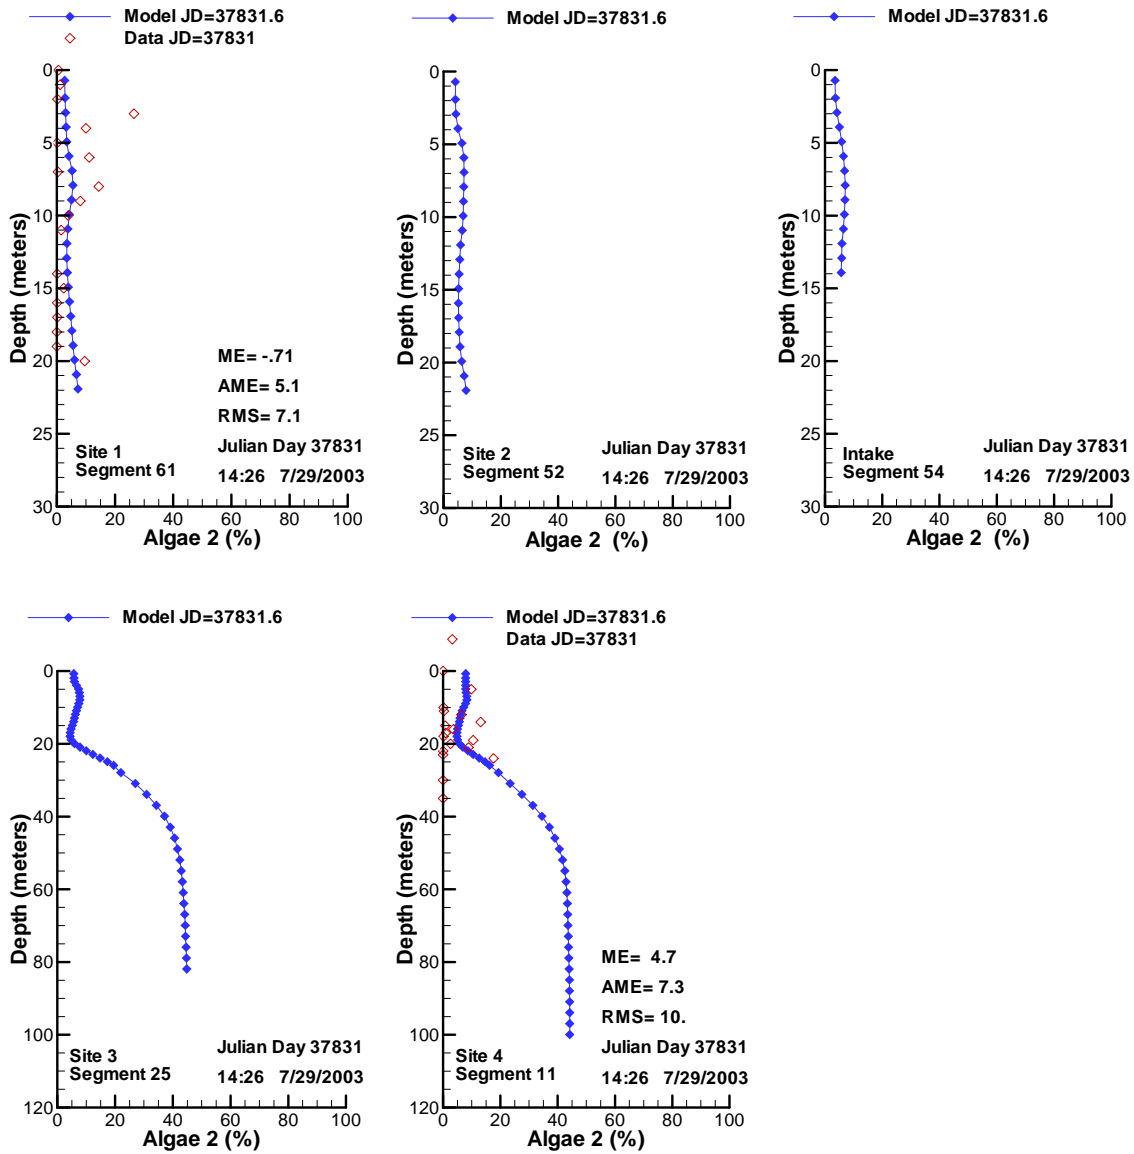 Model JD=37831.6
Data JD=37831
0
5
10
15
20
25
30
Depth (meters)
ME= -.71
AME= 5.1
RMS= 7.1
Site 1
Segment 61
Julian Day 37831
14:26 7/29/2003
0 20 40 60 80 100
Algae 2 (%)
Model JD=37831.6
0
5
10
15
20
25
30
Depth (meters)
Site 2
Segment 52
Julian Day 37831
14:26 7/29/2003
0 20 40 60 80 100
Algae 2 (%)
Model JD=37831.6
0
5
10
15
20
25
30
Depth (meters)
Intake
Segment 54
Julian Day 37831
14:26 7/29/2003
0 20 40 60 80 100
Algae 2 (%)
Model JD=37831.6
0
20
40
60
80
100
120
Depth (meters)
Site 3
Segment 25
Julian Day 37831
14:26 7/29/2003
0 20 40 60 80 100
Algae 2 (%)
Model JD=37831.6
Data JD=37831
0
20
40
60
80
100
120
Depth (meters)
ME= 4.7
AME= 7.3
RMS= 10.
Site 4
Segment 11
Julian Day 37831
14:26 7/29/2003
0 20 40 60 80 100
Algae 2 (%)